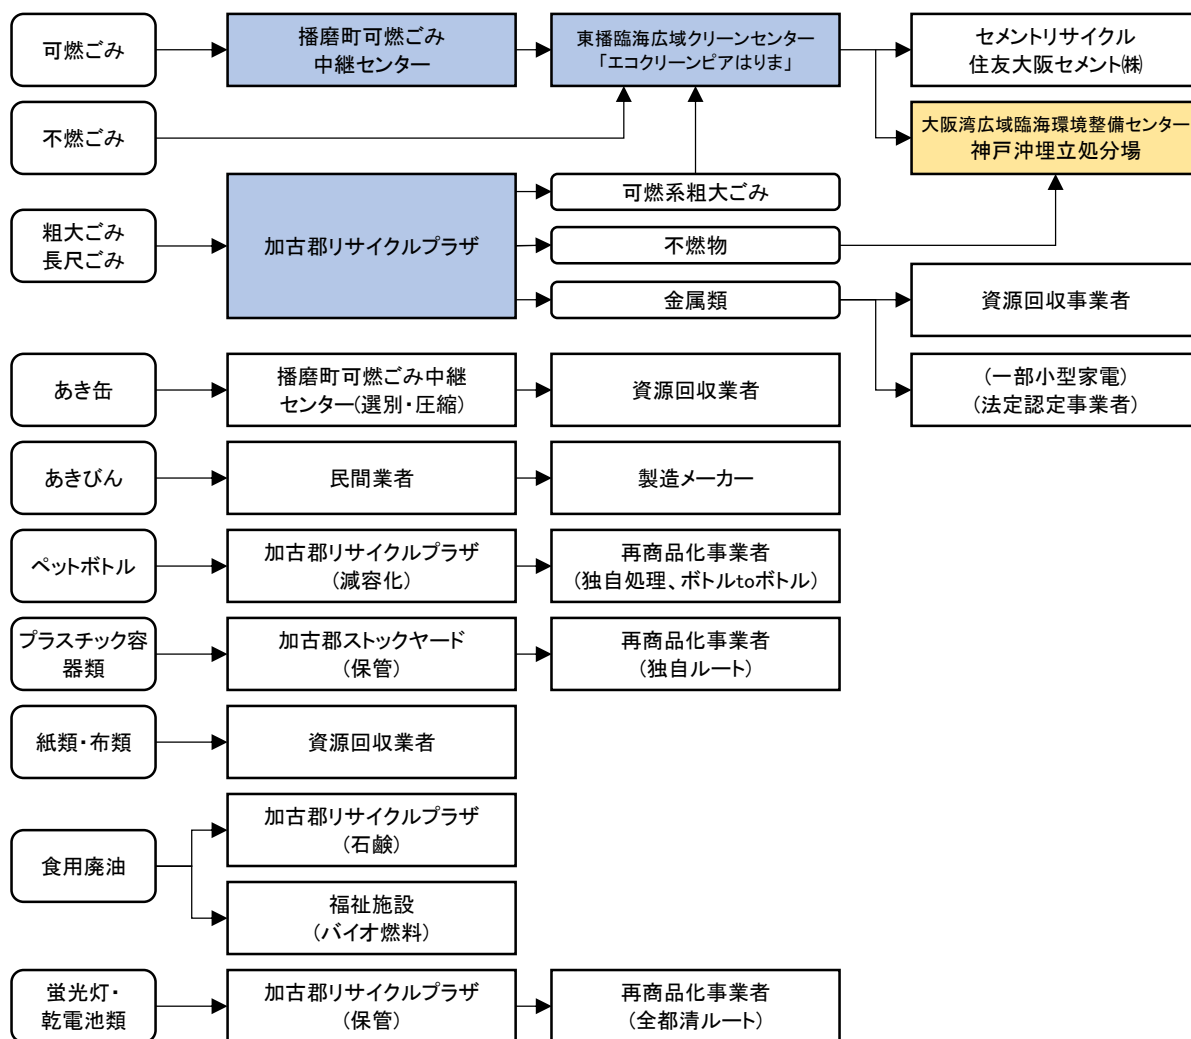 可燃ごみ
播磨町可燃ごみ
中継センター
東播臨海広域クリーンセンター
「エコクリーンピアはりま」
セメントリサイクル
住友大阪セメント㈱
不燃ごみ
大阪湾広域臨海環境整備センター
神戸沖埋立処分場
粗大ごみ
長尺ごみ
加古郡リサイクルプラザ
可燃系粗大ごみ
不燃物
金属類
資源回収事業者
(一部小型家電)
(法定認定事業者)
あき缶
播磨町可燃ごみ中継
センター(選別・圧縮)
資源回収業者
あきびん
民間業者
製造メーカー
ペットボトル
加古郡リサイクルプラザ
(減容化)
再商品化事業者
(独自処理、ボトルtoボトル)
プラスチック容
器類
加古郡ストックヤード
(保管)
再商品化事業者
(独自ルート)
紙類・布類
資源回収業者
食用廃油
加古郡リサイクルプラザ
(石鹸)
福祉施設
(バイオ燃料)
蛍光灯・
乾電池類
加古郡リサイクルプラザ
(保管)
再商品化事業者
(全都清ルート)